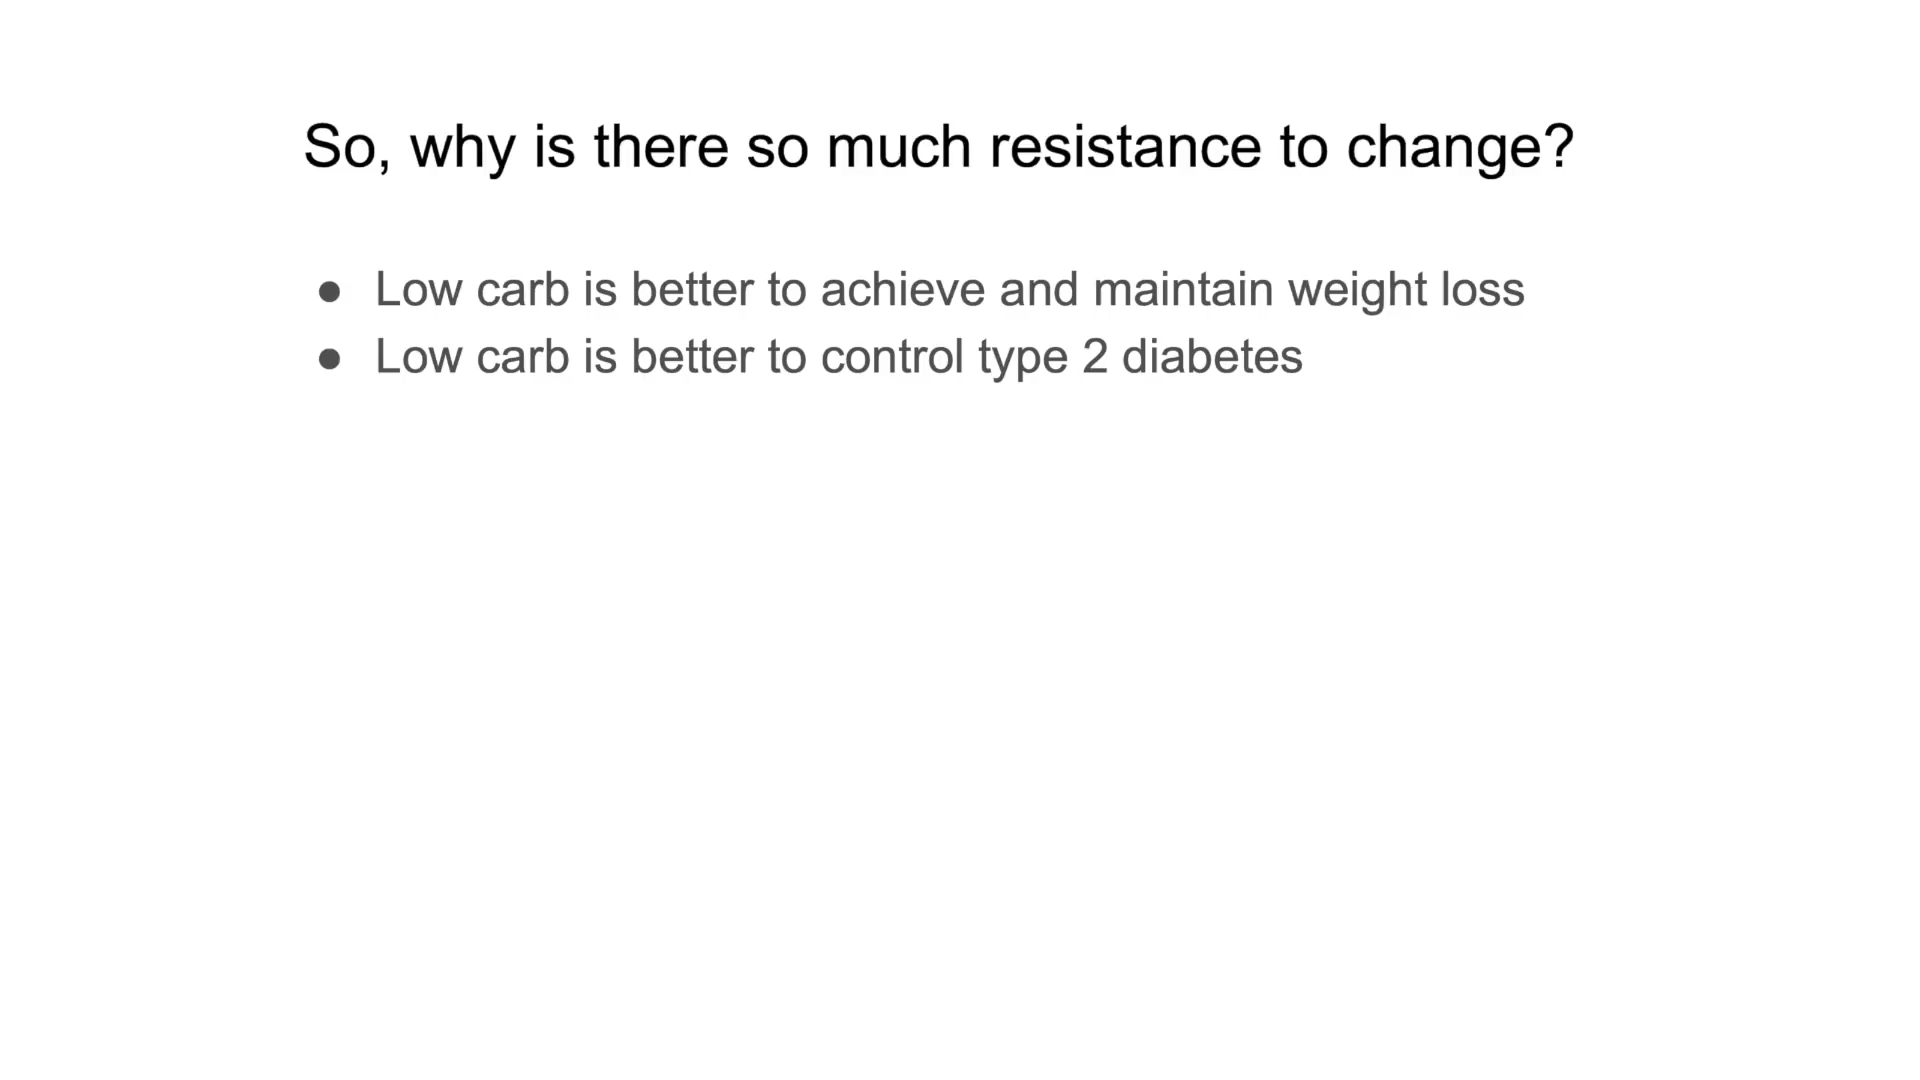 So, why is there so much resistance to change?
● Low carb is better to achieve and maintain weight loss
● Low carb is better to control type 2 diabetes